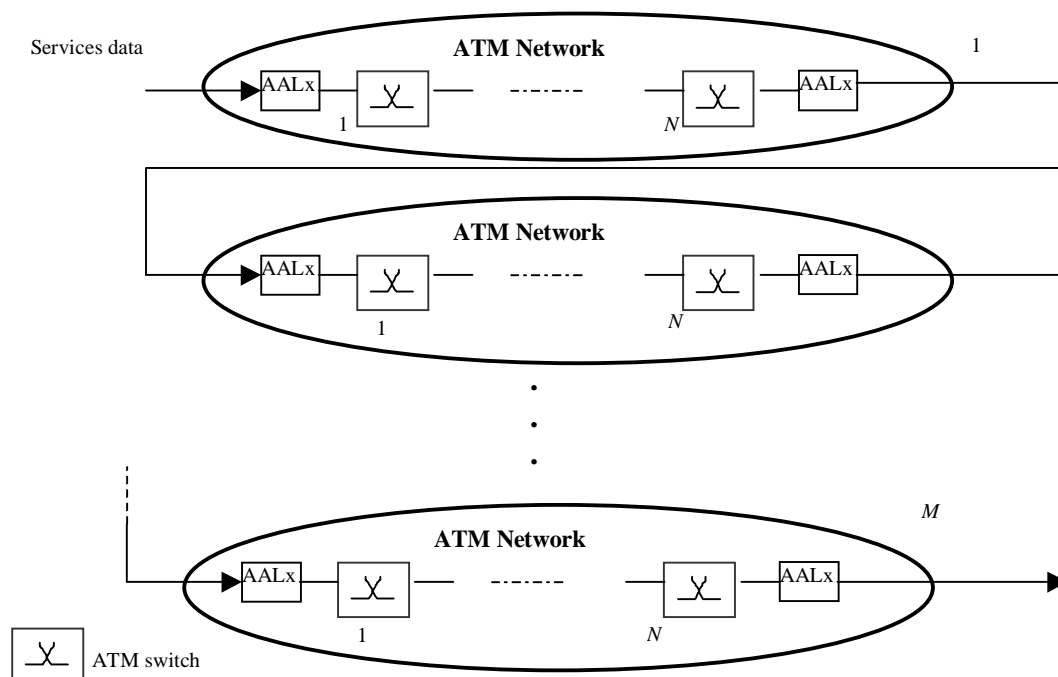 ATM Network
1
Services data
AALx
AALx
1
N
ATM Network
AALx
AALx
1
N
M
ATM Network
AALx
AALx
1
N
ATM switch